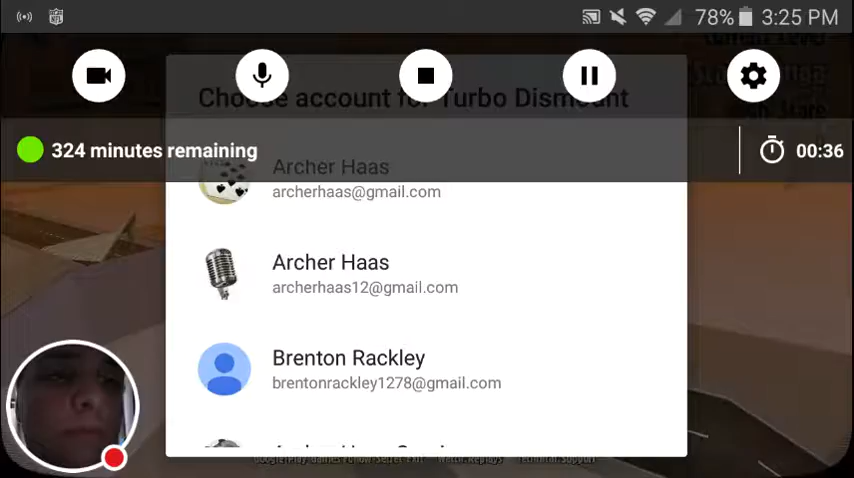 78% 3:25 PM
Choose account for Turbo Dismount
324 minutes remaining
00:36
Archer Haas
archerhaas@gmail.com
Archer Haas
archerhaas12@gmail.com
Brenton Rackley
brentonrackley1278@gmail.com